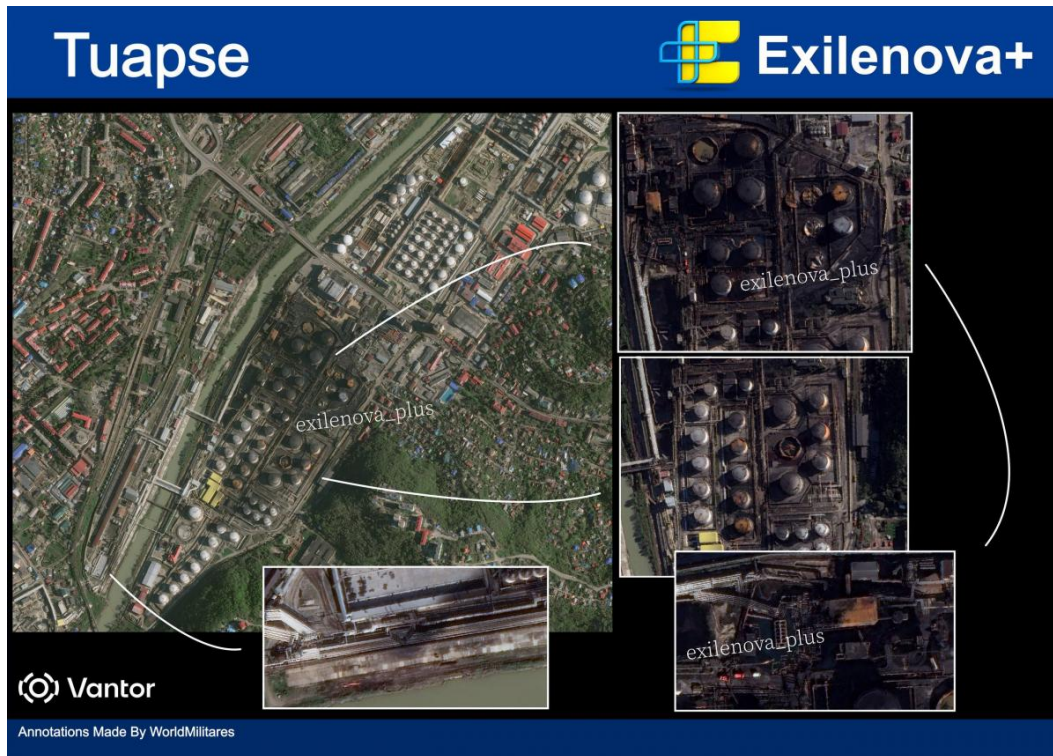 Tuapse
Exilenova+
exilenova_plus
exilenova_plus
exilenova_plus
Vantor
Annotations Made By WorldMilitares